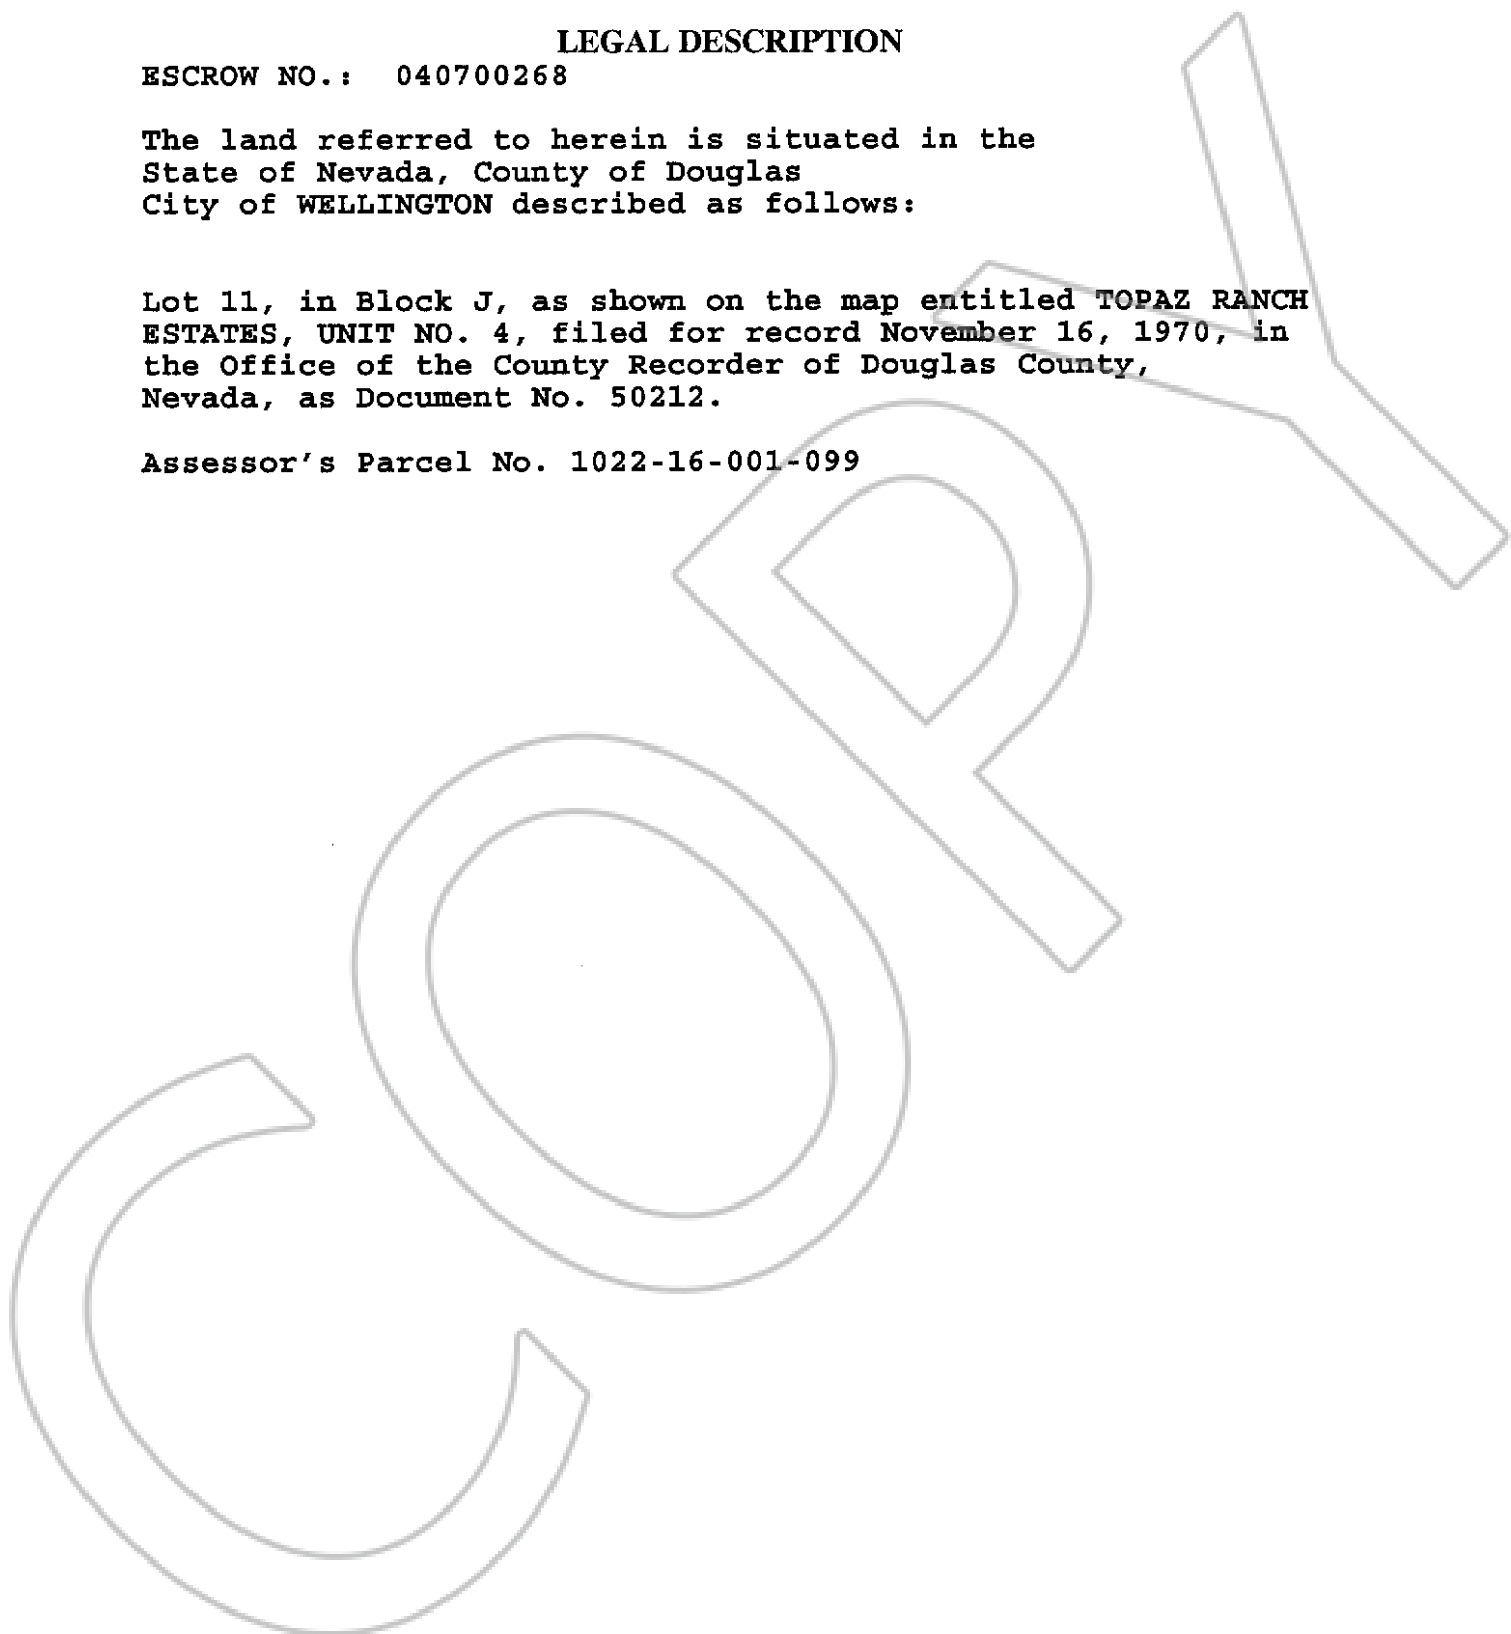 LEGAL DESCRIPTION
ESCROW NO.: 040700268
The land referred to herein is situated in the
State of Nevada, County of Douglas
City of WELLINGTON described as follows:
Lot 11, in Block J, as shown on the map entitled TOPAZ RANCH
ESTATES, UNIT NO. 4, filed for record November 16, 1970, in
the Office of the County Recorder of Douglas County,
Nevada, as Document No. 50212.
Assessor's Parcel No. 1022-16-001-099
COPY